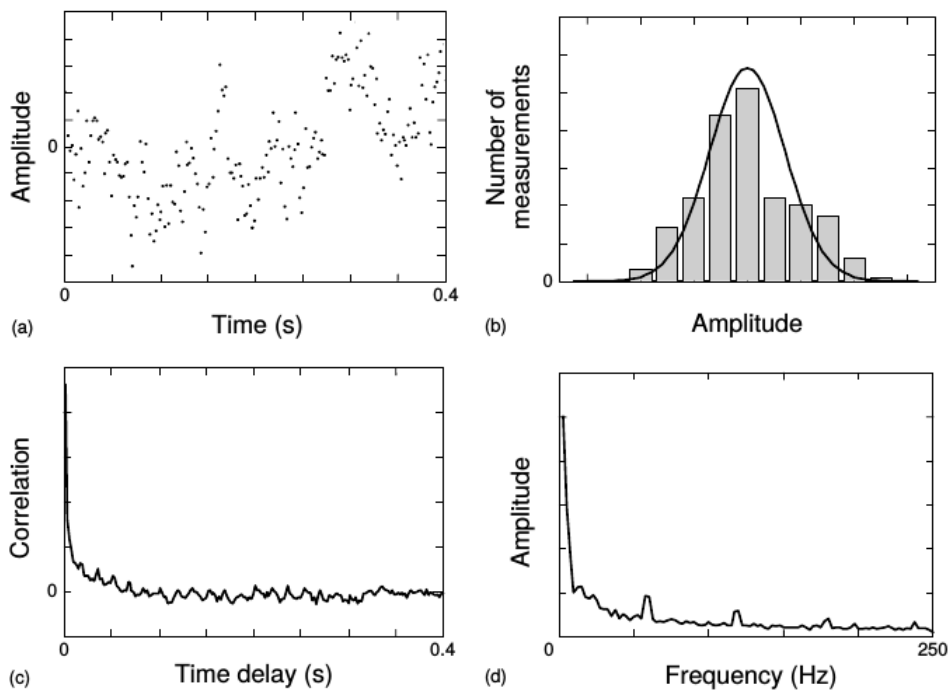 Amplitude
0
0
0.4
(a)
Time (s)
Number of
measurements
0
(b)
Amplitude
Correlation
0
0
0.4
(c)
Time delay (s)
Amplitude
0
250
(d)
Frequency (Hz)